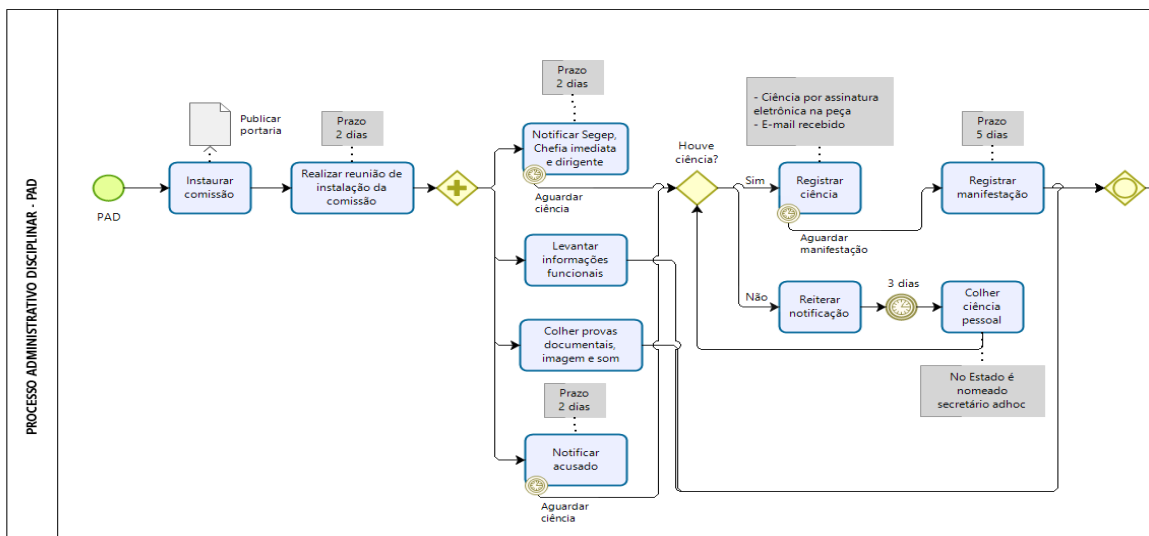 PROCESSO ADMINISTRATIVO DISCIPLINAR - PAD
PAD
Publicar
portaria
Instaurar
comissão
Prazo
2 dias
Realizar reunião de
instalação da
comissão
Prazo
2 dias
Notificar Segep,
Chefia imediata
e dirigente
Aguardar
ciência
Levantar
informações
funcionais
Colher provas
documentais,
imagem e som
Prazo
2 dias
Notificar
acusado
Aguardar
ciência
Houve
ciência?
Sim
- Ciência por assinatura
eletrônica na peça
- E-mail recebido
Registrar
ciência
Aguardar
manifestação
Prazo
5 dias
Registrar
manifestação
Não
Reiterar
notificação
3 dias
Colher
ciência
pessoal
No Estado é
nomeado
secretário adhoc